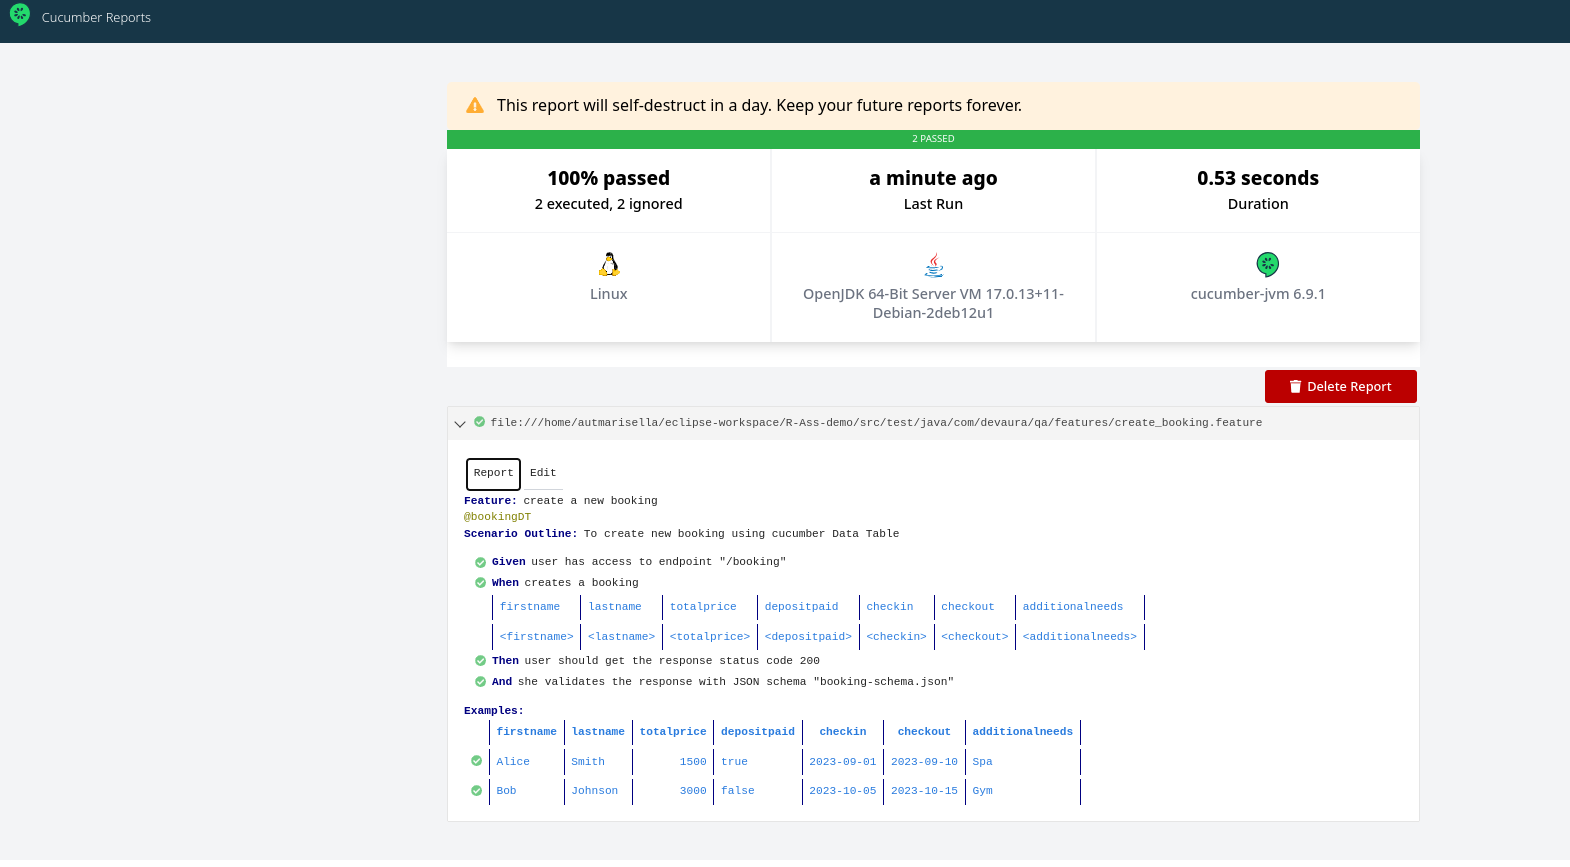 Cucumber Reports
This report will self-destruct in a day. Keep your future reports forever.
2 PASSED
100% passed
2 executed, 2 ignored
a minute ago
Last Run
0.53 seconds
Duration
Linux
OpenJDK 64-Bit Server VM 17.0.13+11-
Debian-2deb12u1
cucumber-jvm 6.9.1
Delete Report
file:///home/autmarisella/eclipse-workspace/R-Ass-demo/src/test/java/com/devaura/qa/features/create_booking.feature
Report Edit
Feature: create a new booking
@bookingDT
Scenario Outline: To create new booking using cucumber Data Table
Given user has access to endpoint "/booking"
When creates a booking
firstname lastname totalprice depositpaid checkin checkout additionalneeds
<firstname> <lastname> <totalprice> <depositpaid> <checkin> <checkout> <additionalneeds>
Then user should get the response status code 200
And she validates the response with JSON schema "booking-schema.json"
Examples:
firstname lastname totalprice depositpaid checkin checkout additionalneeds
Alice Smith 1500 true 2023-09-01 2023-09-10 Spa
Bob Johnson 3000 false 2023-10-05 2023-10-15 Gym